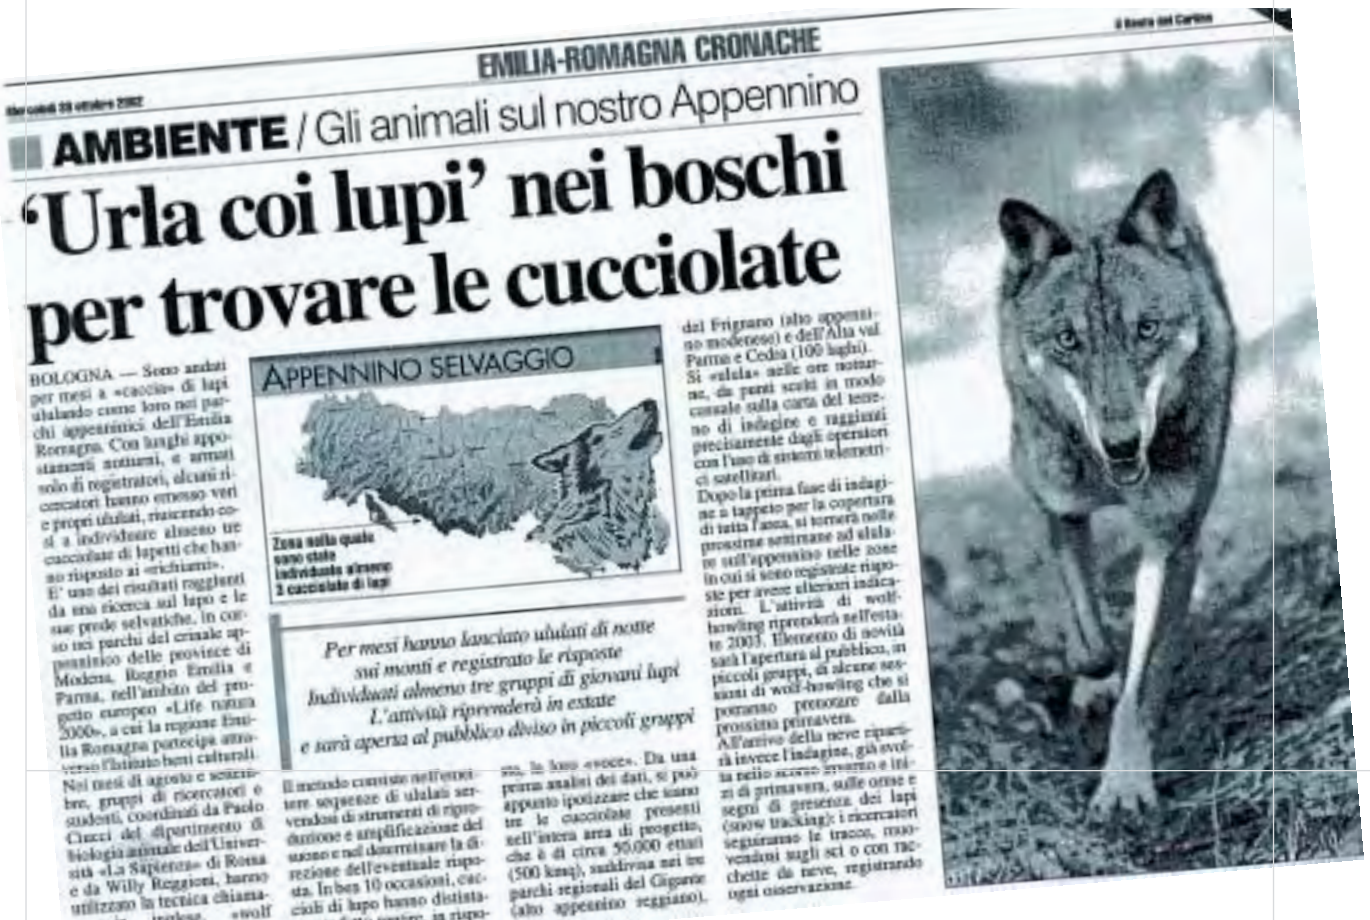 EMILIA-ROMAGNA CRONACHE
il Resto del Carlino
Mercoledì ottobre 2002
AMBIENTE / Gli animali sul nostro Appennino
‘Urla coi lupi’ nei boschi
per trovare le cucciolate
BOLOGNA — Sono andati
per mesi a «caccia» di lupi
ululando come loro nei par-
chi appenninici dell'Emilia
Romagna. Con lunghi appo-
stamenti notturni, e armati
solo di registratori, alcuni ri-
cercatori hanno emesso veri
e propri ululati, riuscendo co-
sì a individuare almeno tre
cucciolate di lupetti che han-
no risposto ai «richiami».
E' uno dei risultati raggiunti
da una ricerca sul lupo e le
sue prede selvatiche, in cor-
so nei parchi del crinale ap-
penninico delle province di
Modena, Reggio Emilia e
Parma, nell'ambito del pro-
getto europeo «Life natura
2000», a cui la regione Emi-
lia Romagna partecipa attra-
verso l'Istituto beni culturali.
Nei mesi di agosto e settem-
bre, gruppi di ricercatori e
studenti, coordinati da Paolo
Ciucci del dipartimento di
biologia animale dell'Univer-
sità «La Sapienza» di Roma
e da Willy Reggioni, hanno
utilizzato la tecnica chiama-
inglese «wolf
APPENNINO SELVAGGIO
Zona nella quale
sono state
individuate almeno
3 cucciolate di lupi
Per mesi hanno lanciato ululati di notte
sui monti e registrato le risposte
Individuati almeno tre gruppi di giovani lupi
L'attività riprenderà in estate
e sarà aperta al pubblico diviso in piccoli gruppi
Il metodo consiste nell'emet-
tere sequenze di ululati ser-
vendosi di strumenti di ripro-
duzione e amplificazione del
suono e nel determinare la di-
rezione dell'eventuale rispo-
sta. In ben 10 occasioni, cuc-
cioli di lupo hanno distinta-
in rispo-
sta, la loro «voce». Da una
prima analisi dei dati, si può
appunto ipotizzare che siano
tre le cucciolate presenti
nell'intera area di progetto,
che è di circa 50.000 ettari
(500 kmq), suddivisa nei tre
parchi regionali del Gigante
(alto appennino reggiano),
del Frignano (alto appenni-
no modenese) e dell'Alta val
Parma e Cedra (100 laghi).
Si «ulula» nelle ore nottur-
ne, da punti scelti in modo
casuale sulla carta del terre-
no di indagine e raggiunti
precisamente dagli operatori
con l'uso di sistemi telemetri-
ci satellitari.
Dopo la prima fase di indagi-
ne a tappeto per la copertura
di tutta l'area, si tornerà nelle
prossime settimane ad ulula-
re sull'appennino nelle zone
in cui si sono registrate rispo-
ste per avere ulteriori indica-
zioni. L'attività di wolf-
howling riprenderà nell'esta-
te 2003. Elemento di novità
sarà l'apertura al pubblico, in
piccoli gruppi, di alcune ses-
sioni di wolf-howling che si
potranno prenotare dalla
prossima primavera.
All'arrivo della neve riparti-
rà invece l'indagine, già svol-
ta nello scorso inverno e ini-
zi di primavera, sulle orme e
segni di presenza dei lupi
(snow tracking): i ricercatori
seguiranno le tracce, muo-
vendosi sugli sci o con rac-
chette da neve, registrando
ogni osservazione.